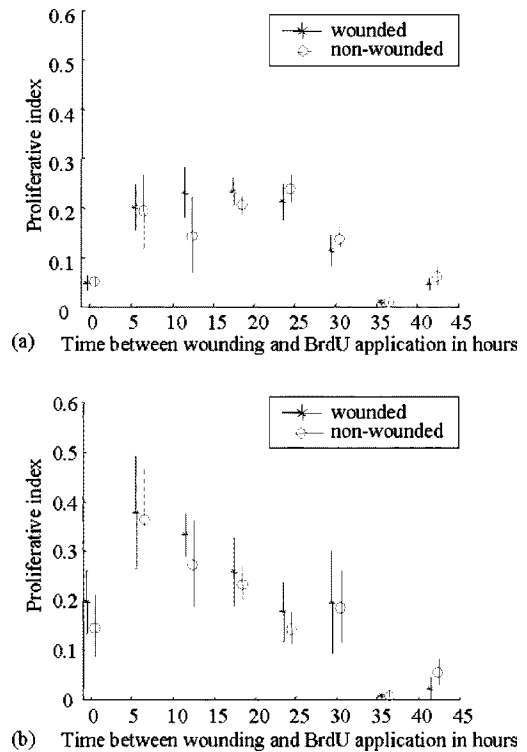 0.6
wounded
non-wounded
0.5
0.4
Proliferative index
0.3
0.2
0.1
0
0 5 10 15 20 25 30 35 40 45
(a) Time between wounding and BrdU application in hours
0.6
wounded
non-wounded
0.5
0.4
Proliferative index
0.3
0.2
0.1
0
0 5 10 15 20 25 30 35 40 45
(b) Time between wounding and BrdU application in hours